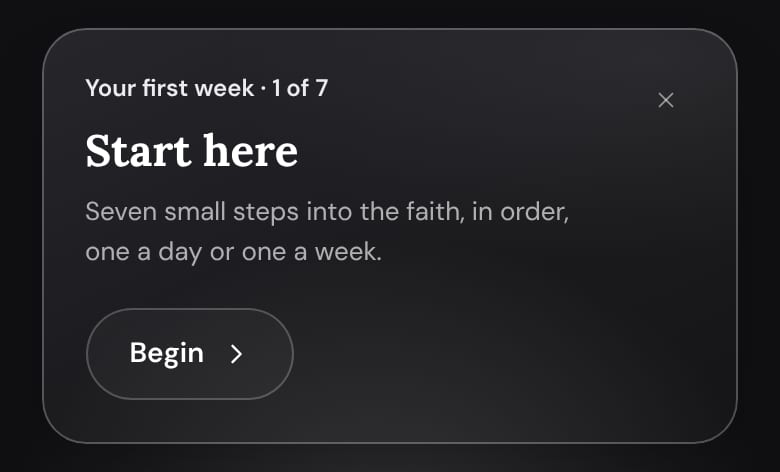 Your first week · 1 of 7
Start here
Seven small steps into the faith, in order,
one a day or one a week.
Begin